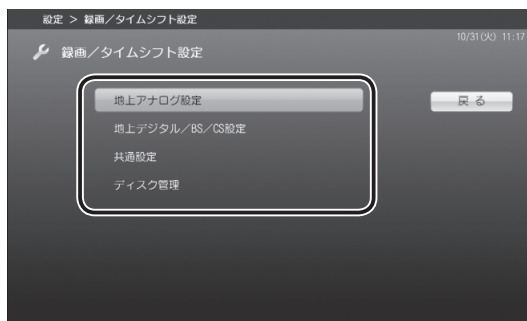 設定 > 録画／タイムシフト設定
10/31(火) 11:17
録画／タイムシフト設定
地上アナログ設定
戻る
地上デジタル／BS／CS設定
共通設定
ディスク管理